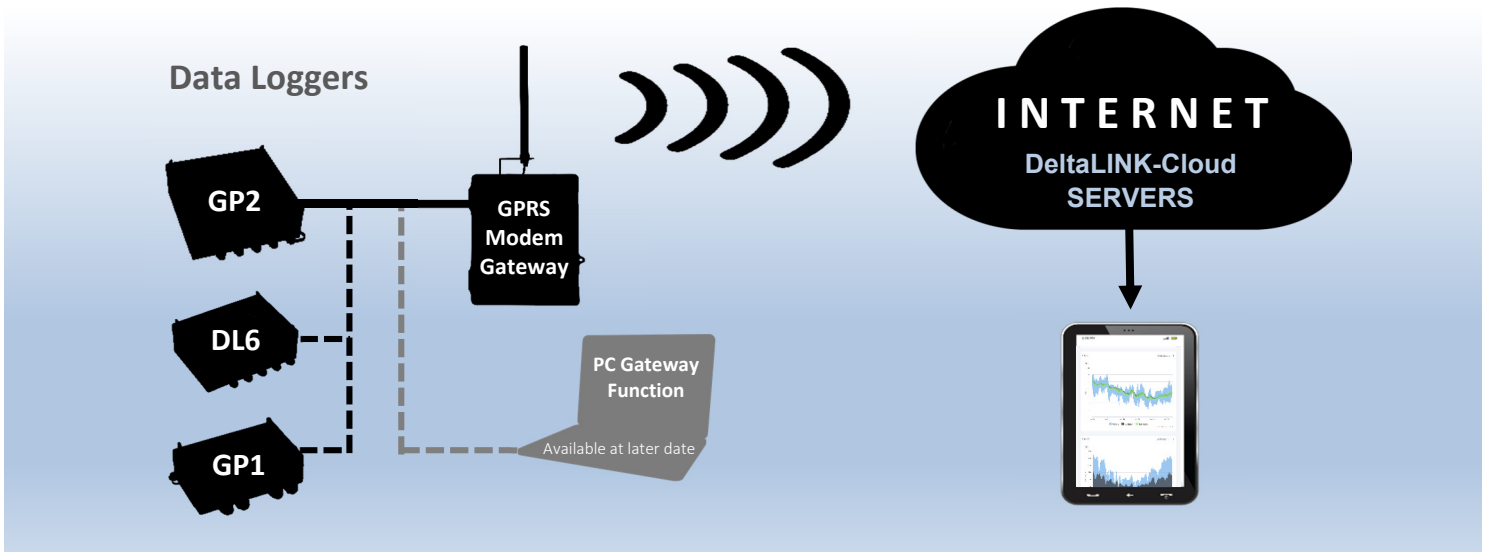 Data Loggers
GP2
GPRS
Modem
Gateway
DL6
GP1
PC Gateway
Function
Available at later date
INTERNET
DeltaLINK-Cloud
SERVERS